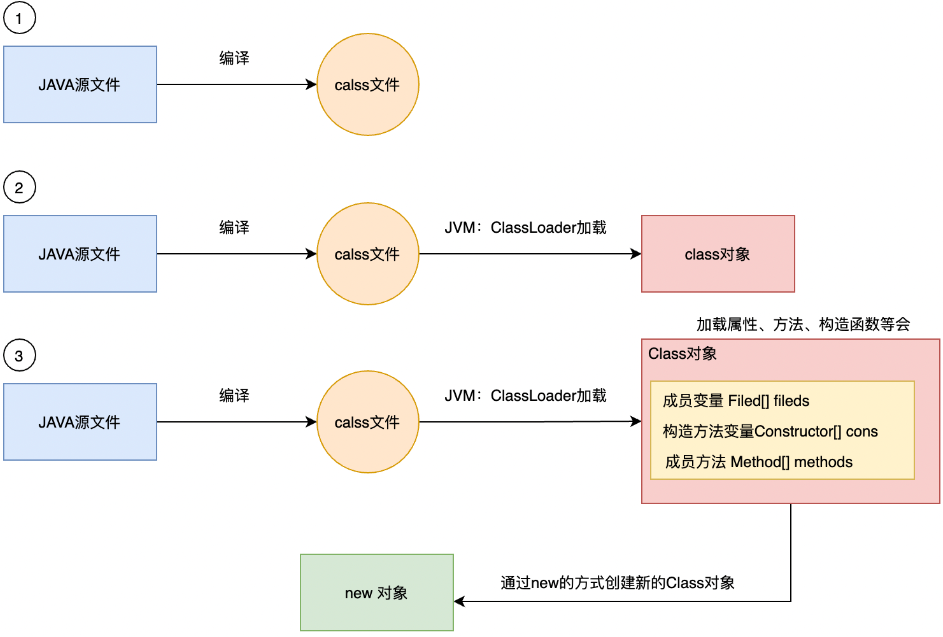 1
JAVA源文件
编译
calss文件
2
JAVA源文件
编译
calss文件
JVM：ClassLoader加载
class对象
3
JAVA源文件
编译
calss文件
JVM：ClassLoader加载
加载属性、方法、构造函数等会
Class对象
成员变量 Filed[] fileds
构造方法变量Constructor[] cons
成员方法 Method[] methods
通过new的方式创建新的Class对象
new 对象